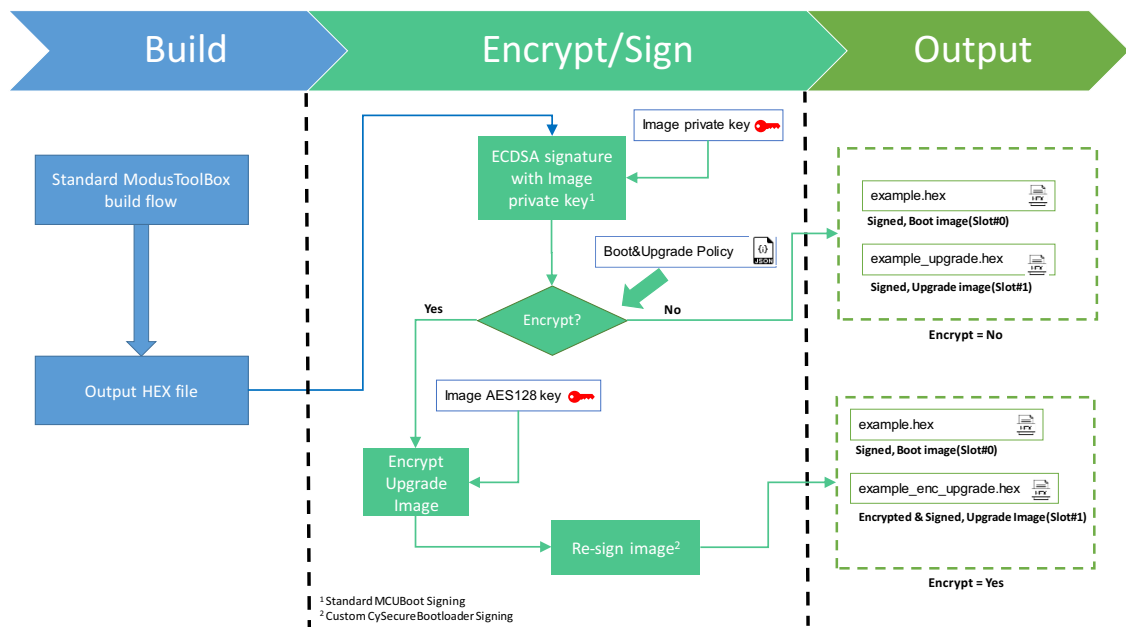 Build
Encrypt/Sign
Output
Standard ModusToolBox
build flow
Output HEX file
Image private key
ECDSA signature
with Image
private key¹
Boot&Upgrade Policy
{;}
JSON
Encrypt?
Yes
No
Image AES128 key
Encrypt
Upgrade
Image
Re-sign image²
¹ Standard MCUBoot Signing
² Custom CySecureBootloader Signing
example.hex
Signed, Boot image(Slot#0)
example_upgrade.hex
Signed, Upgrade image(Slot#1)
Encrypt = No
example.hex
Signed, Boot image(Slot#0)
example_enc_upgrade.hex
Encrypted & Signed, Upgrade Image(Slot#1)
Encrypt = Yes